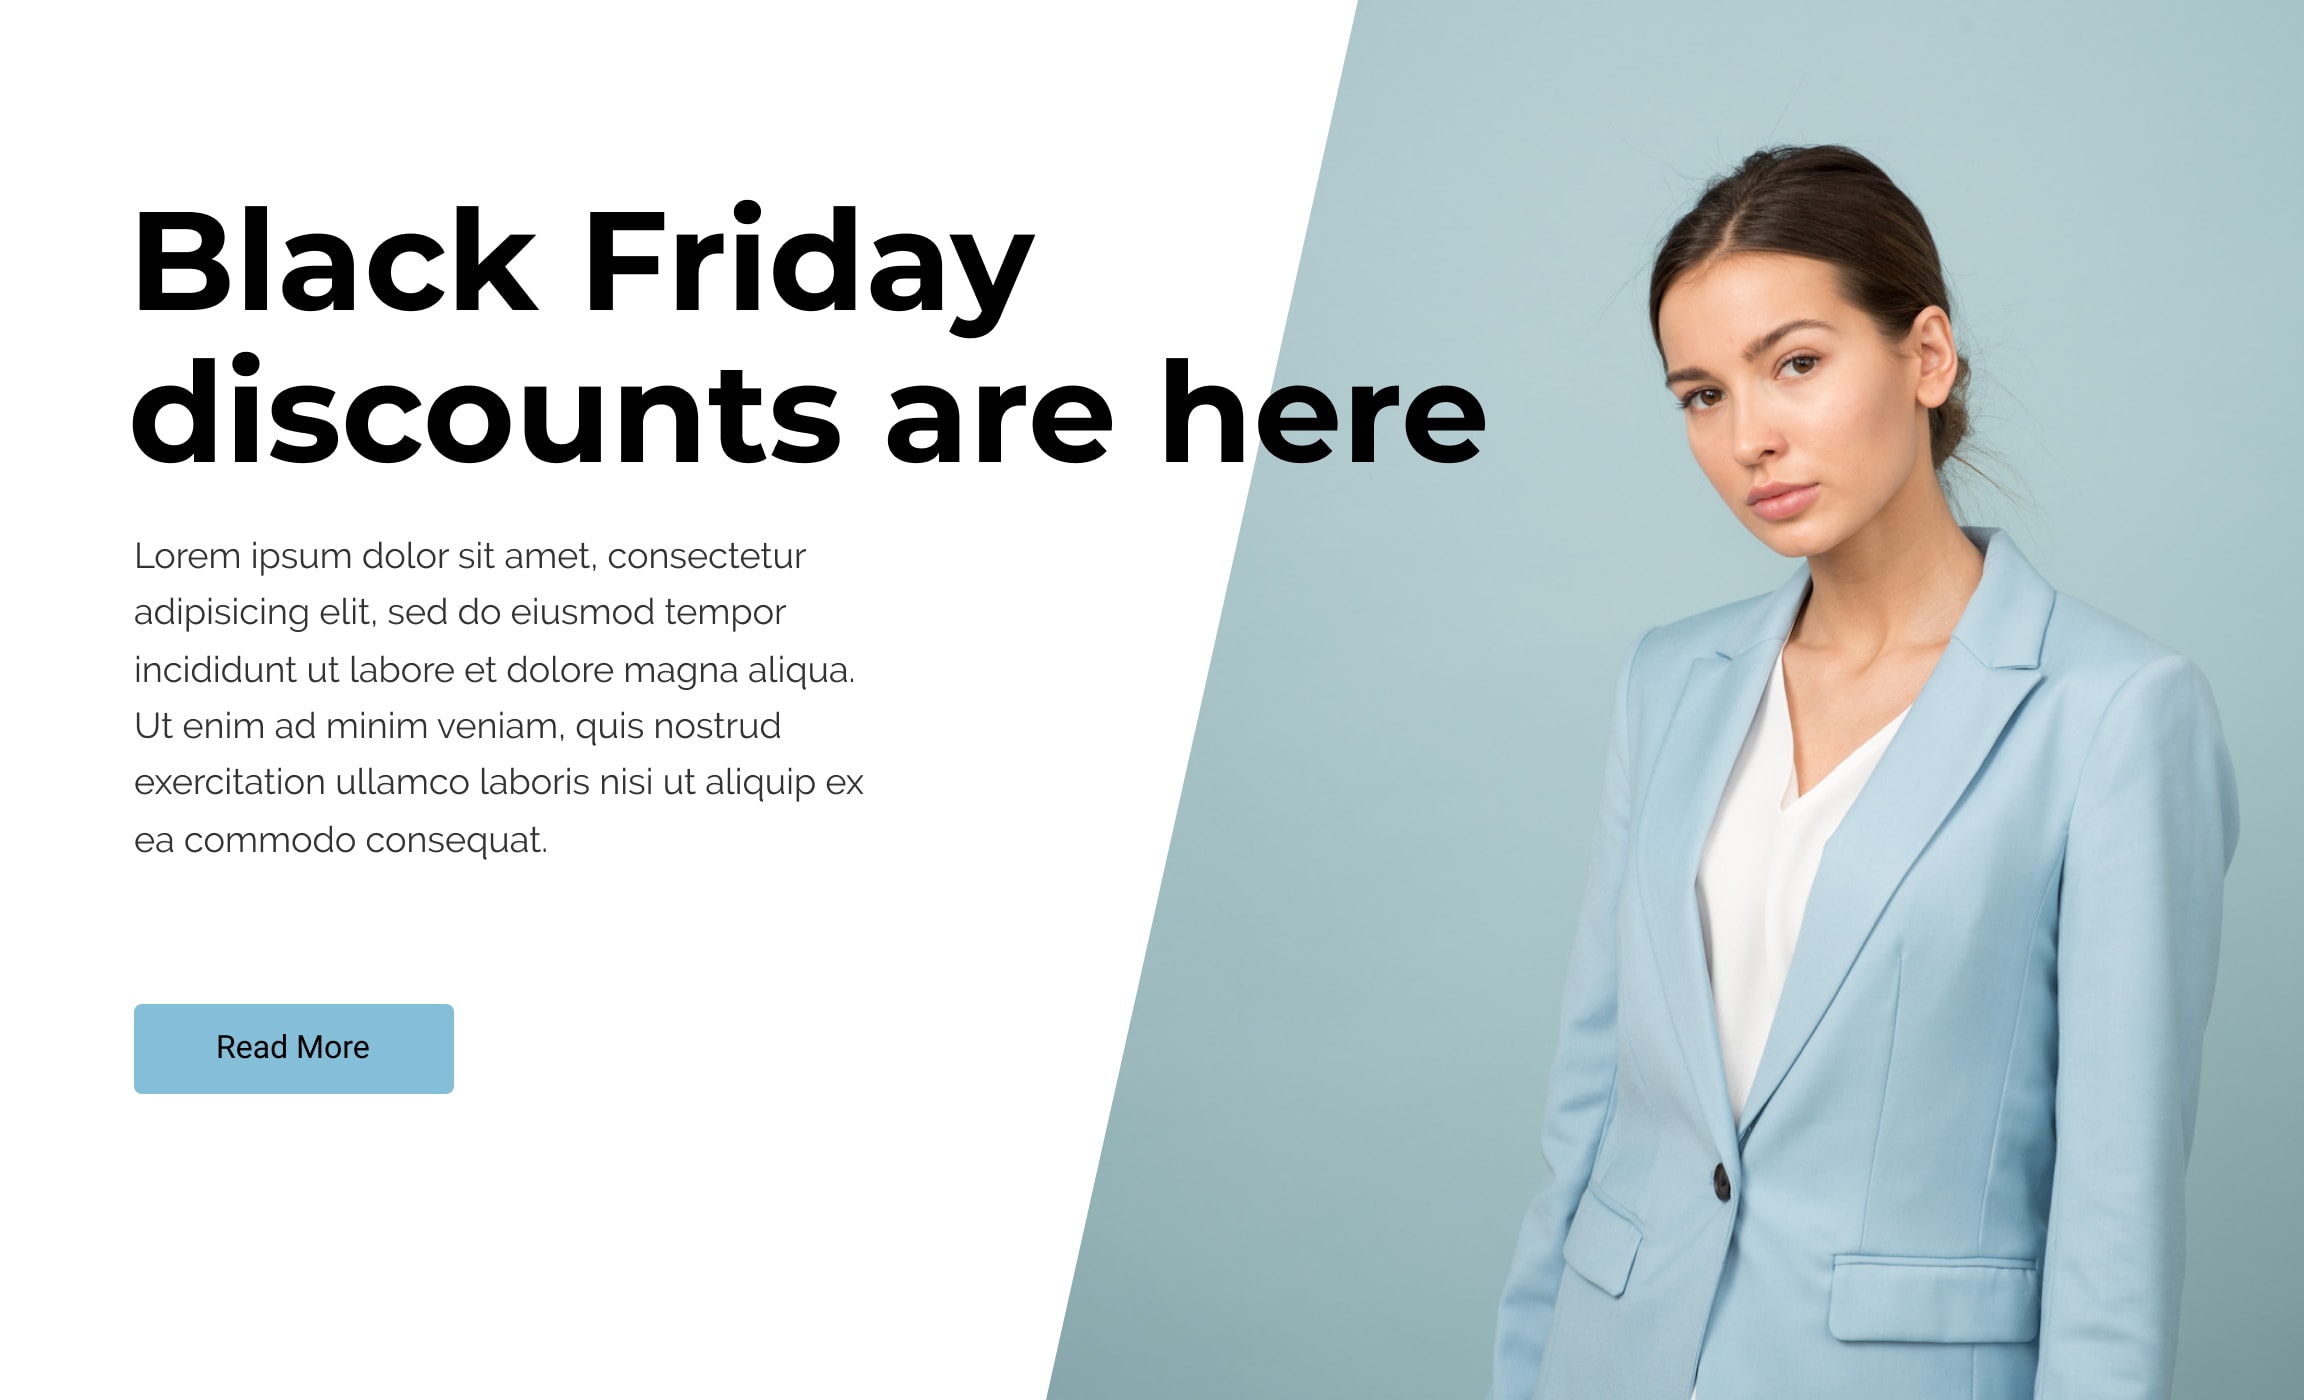 Black Friday
discounts are here
Lorem ipsum dolor sit amet, consectetur
adipisicing elit, sed do eiusmod tempor
incididunt ut labore et dolore magna aliqua.
Ut enim ad minim veniam, quis nostrud
exercitation ullamco laboris nisi ut aliquip ex
ea commodo consequat.
Read More